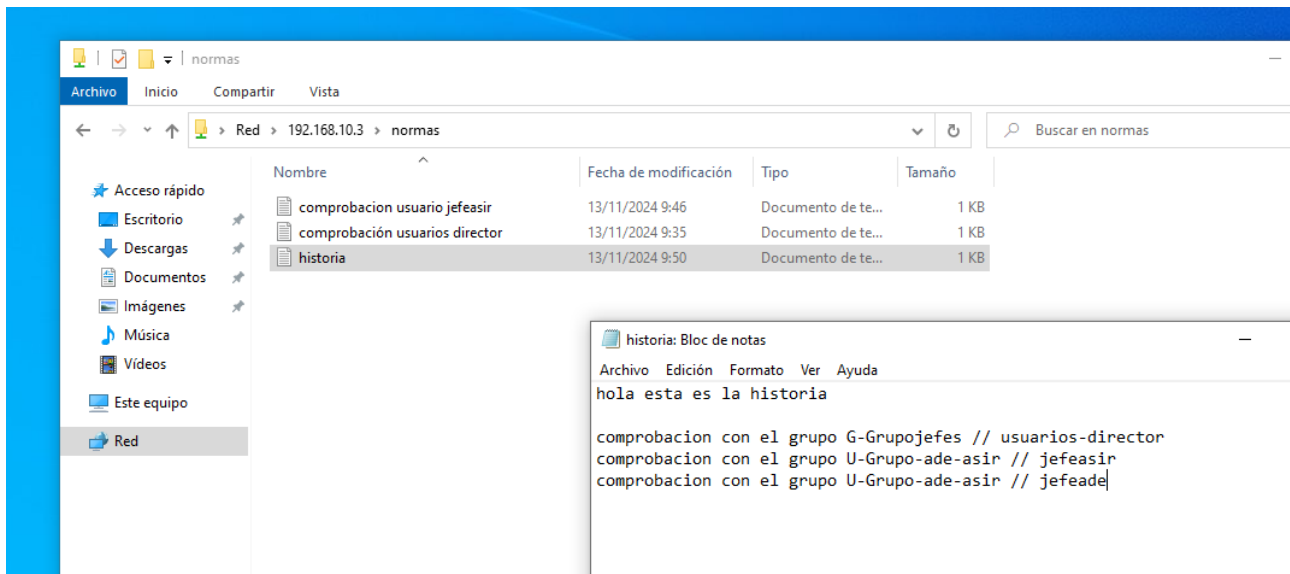 normas
Archivo Inicio Compartir Vista
Red > 192.168.10.3 > normas
Buscar en normas
Nombre Fecha de modificación Tipo Tamaño
Acceso rápido
Escritorio
Descargas
Documentos
Imágenes
Música
Vídeos
Este equipo
Red
comprobacion usuario jefeasir 13/11/2024 9:46 Documento de te... 1 KB
comprobación usuarios director 13/11/2024 9:35 Documento de te... 1 KB
historia 13/11/2024 9:50 Documento de te... 1 KB
historia: Bloc de notas
Archivo Edición Formato Ver Ayuda
hola esta es la historia
comprobacion con el grupo G-Grupojefes // usuarios-director
comprobacion con el grupo U-Grupo-ade-asir // jefeasir
comprobacion con el grupo U-Grupo-ade-asir // jefeade